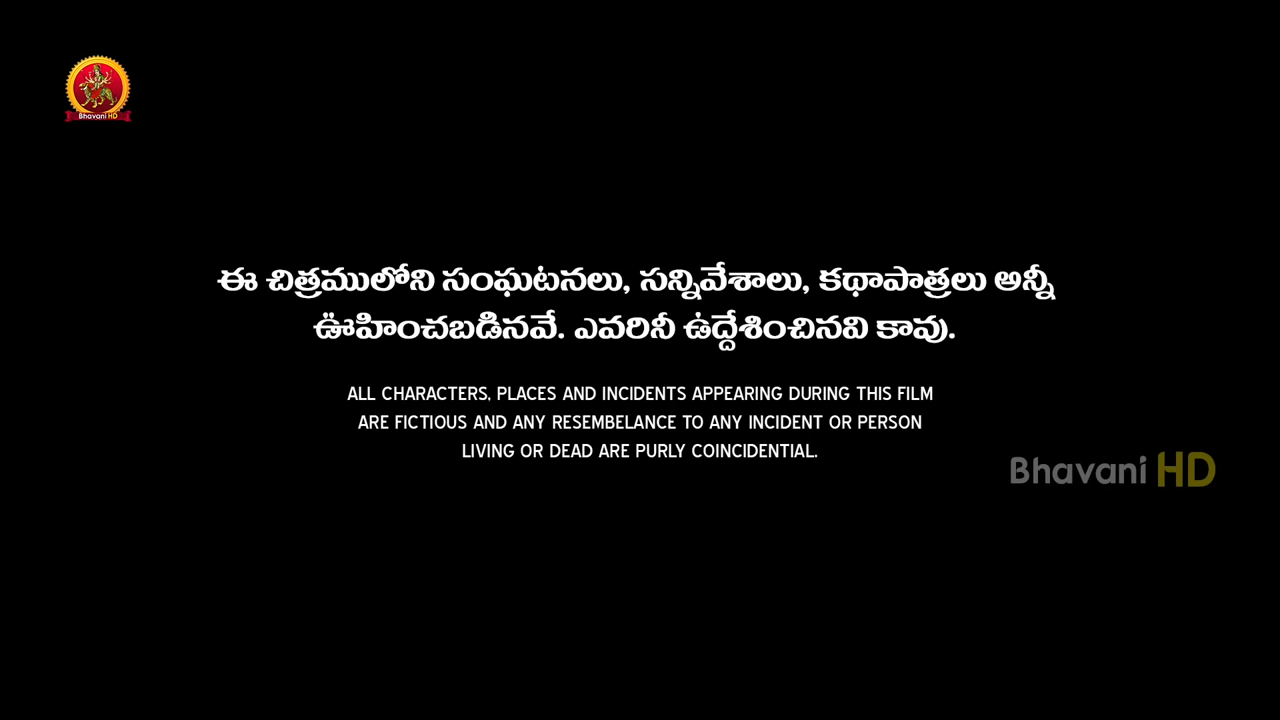 Bhavani HD
ఈ చిత్రములోని సంఘటనలు, సన్నివేశాలు, కథాపాత్రలు అన్నీ
ఊహించబడినవే. ఎవరినీ ఉద్దేశించినవి కావు.
ALL CHARACTERS, PLACES AND INCIDENTS APPEARING DURING THIS FILM
ARE FICTIOUS AND ANY RESEMBELANCE TO ANY INCIDENT OR PERSON
LIVING OR DEAD ARE PURLY COINCIDENTIAL.
Bhavani HD